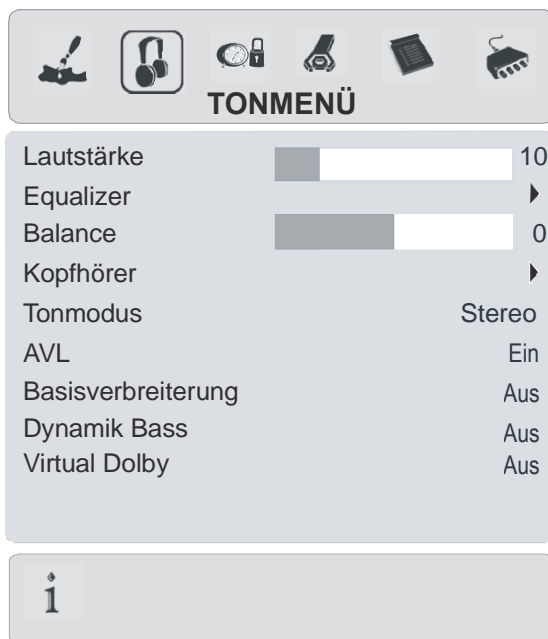 TONMENÜ
Lautstärke 10
Equalizer
Balance 0
Kopfhörer
Tonmodus Stereo
AVL Ein
Basisverbreiterung Aus
Dynamik Bass Aus
Virtual Dolby Aus
i